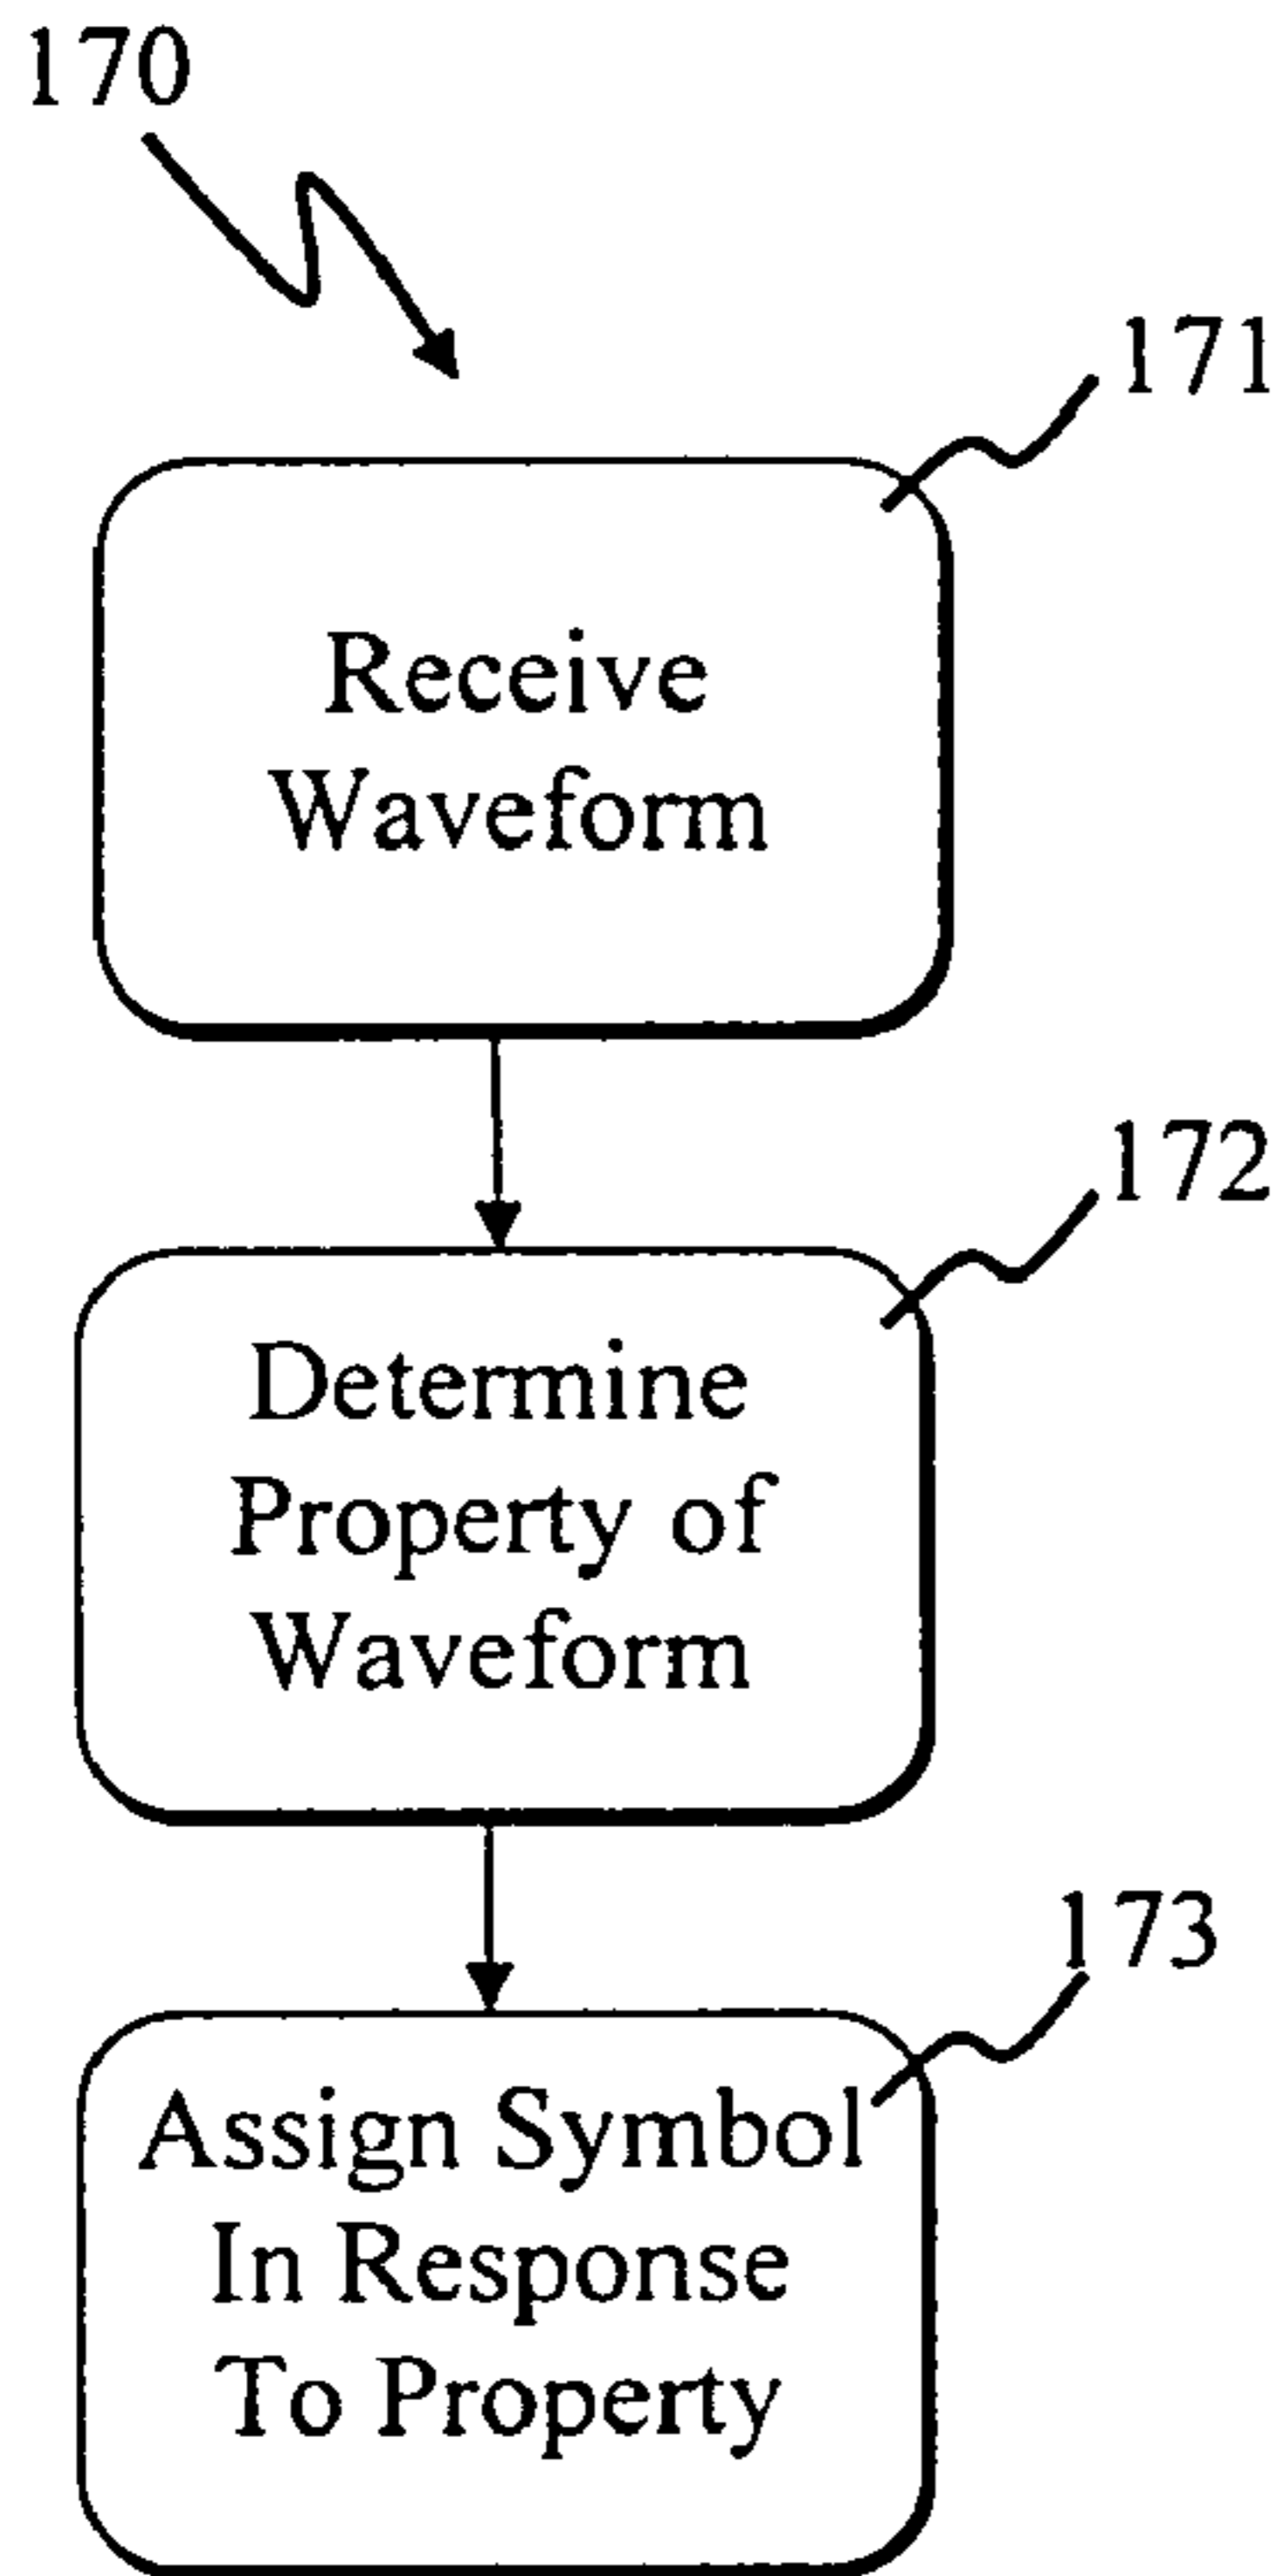 170
171
Receive
Waveform
172
Determine
Property of
Waveform
173
Assign Symbol
In Response
To Property